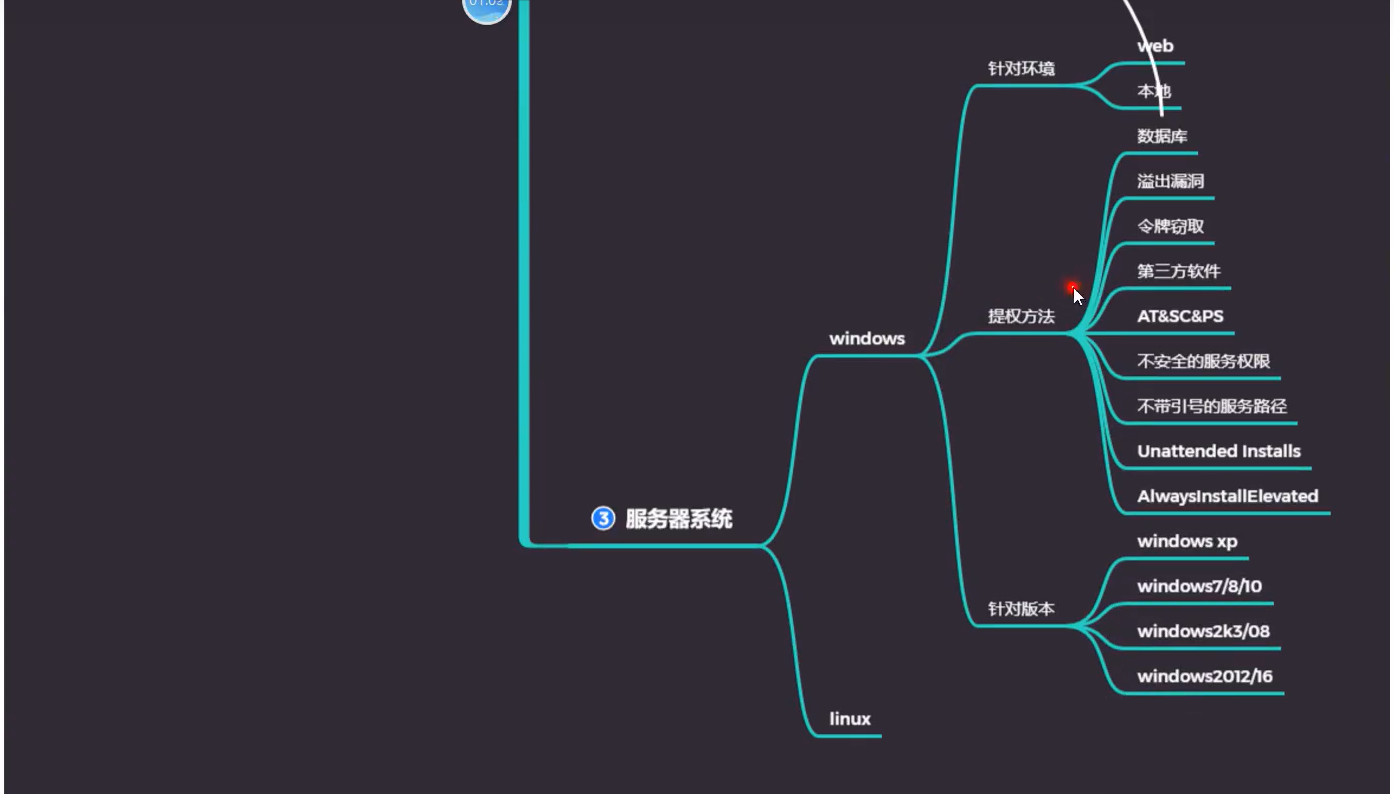 01:02
web
针对环境
本地
数据库
溢出漏洞
令牌窃取
第三方软件
提权方法
AT&SC&PS
windows
不安全的服务权限
不带引号的服务路径
Unattended Installs
AlwaysInstallElevated
3 服务器系统
windows xp
windows7/8/10
针对版本
windows2k3/08
windows2012/16
linux